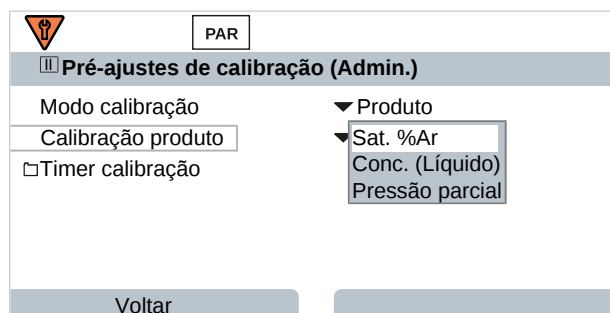 PAR
II Pré-ajustes de calibração (Admin.)
Modo calibração Produto
Calibração produto Sat. %Ar
Timer calibração Conc. (Líquido)
Pressão parcial
Voltar